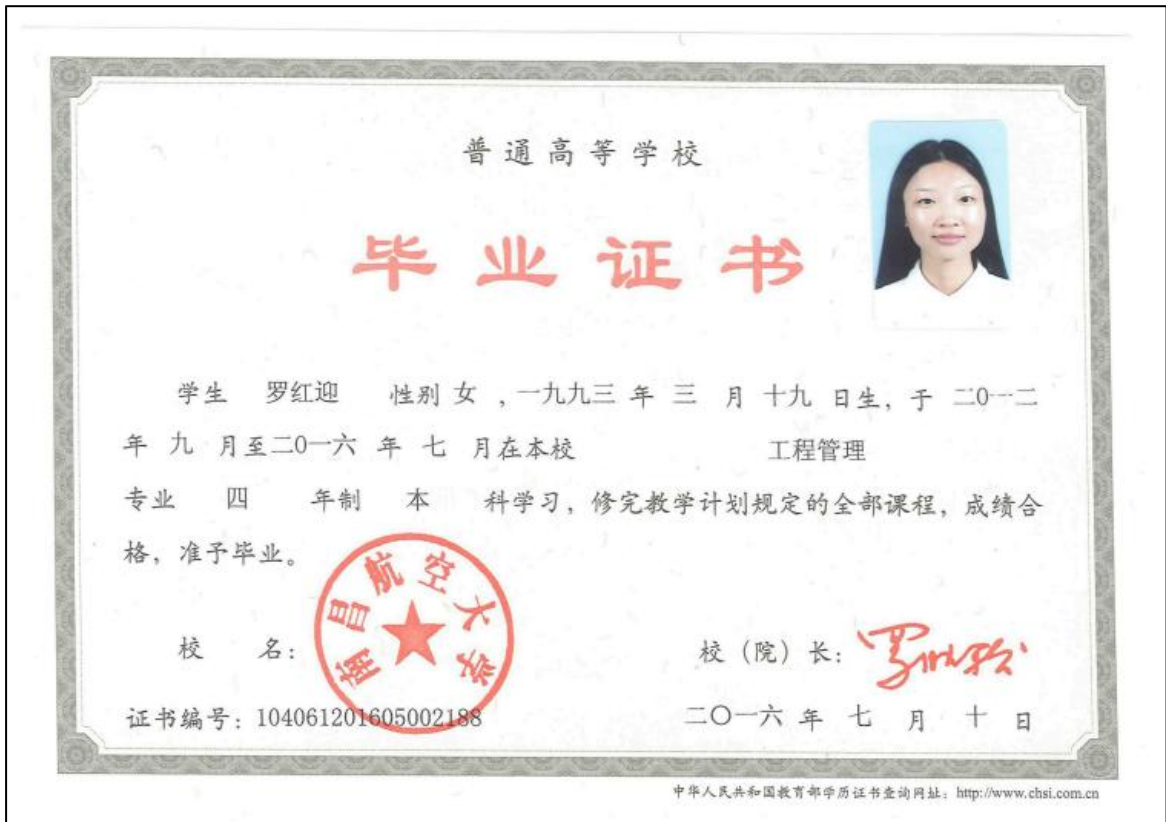 普通高等学校
毕业证书
学生 罗红迎 性别 女 ，一九九三 年 三 月 十九 日生，于 二0一二
年 九 月至二0一六 年 七 月在本校 工程管理
专业 四 年制 本 科学习，修完教学计划规定的全部课程，成绩合
格，准予毕业。
南昌航空大学
校 名：
校（院）长：
证书编号：104061201605002188
二〇一六 年 七 月 十 日
中华人民共和国教育部学历证书查询网址：http://www.chsi.com.cn